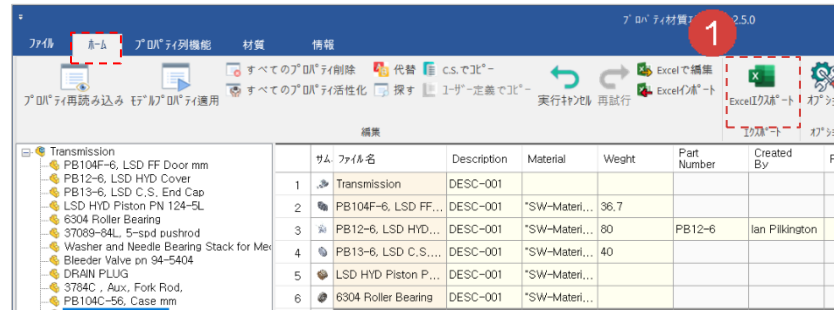 ﾌﾟﾛﾊﾟﾃｨ材質 2.5.0
1
ﾌｧｲﾙ ﾎｰﾑ ﾌﾟﾛﾊﾟﾃｨ列機能 材質 情報
すべてのﾌﾟﾛﾊﾟﾃｨ削除 代替 C.S.でｺﾋﾟｰ Excelで編集
すべてのﾌﾟﾛﾊﾟﾃｨ活性化 探す ﾕｰｻﾞｰ定義でｺﾋﾟｰ Excelｲﾝﾎﾟｰﾄ
ﾌﾟﾛﾊﾟﾃｨ再読み込み ﾓﾃﾞﾙﾌﾟﾛﾊﾟﾃｨ適用 実行ｷｬﾝｾﾙ 再試行 Excelｴｸｽﾎﾟｰﾄ
編集 ｴｸｽﾎﾟｰﾄ
Transmission
PB104F-6, LSD FF Door mm
PB12-6, LSD HYD Cover
PB13-6, LSD C,S, End Cap
LSD HYD Piston PN 124-5L
6304 Roller Bearing
37089-84L, 5-spd pushrod
Washer and Needle Bearing Stack for Mec
Bleeder Valve pn 94-5404
DRAIN PLUG
3784C , Aux, Fork Rod,
PB104C-56, Case mm
ｻﾑ ﾌｧｲﾙ名 Description Material Weght Part Number Created By
1 Transmission DESC-001
2 PB104F-6, LSD FF... DESC-001 "SW-Materi... 36,7
3 PB12-6, LSD HYD... DESC-001 "SW-Materi... 80 PB12-6 Ian Pilkington
4 PB13-6, LSD C,S,... DESC-001 "SW-Materi... 40
5 LSD HYD Piston P... DESC-001 "SW-Materi...
6 6304 Roller Bearing DESC-001 "SW-Materi...